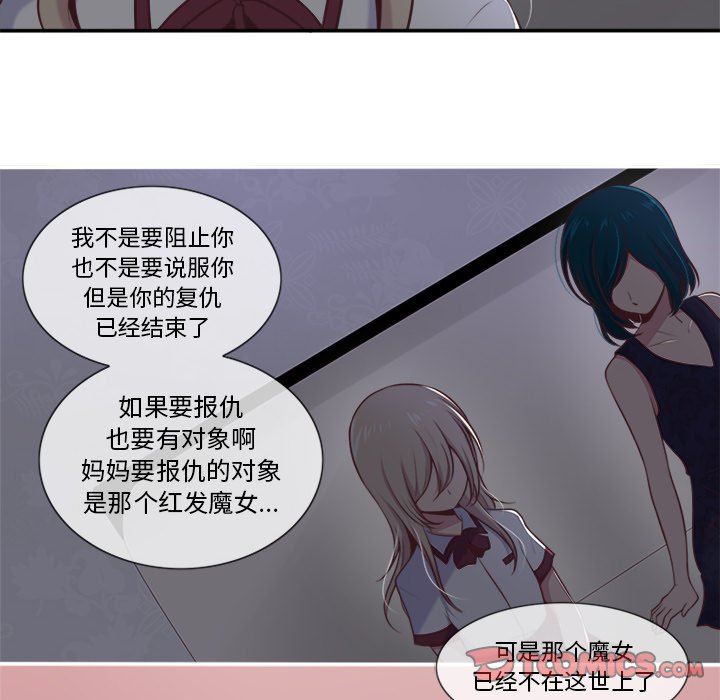 我不是要阻止你
也不是要说服你
但是你的复仇
已经结束了
如果要报仇
也要有对象啊
妈妈要报仇的对象
是那个红发魔女...
可是那个魔女
已经不在这世上了
DTCOMICS.com